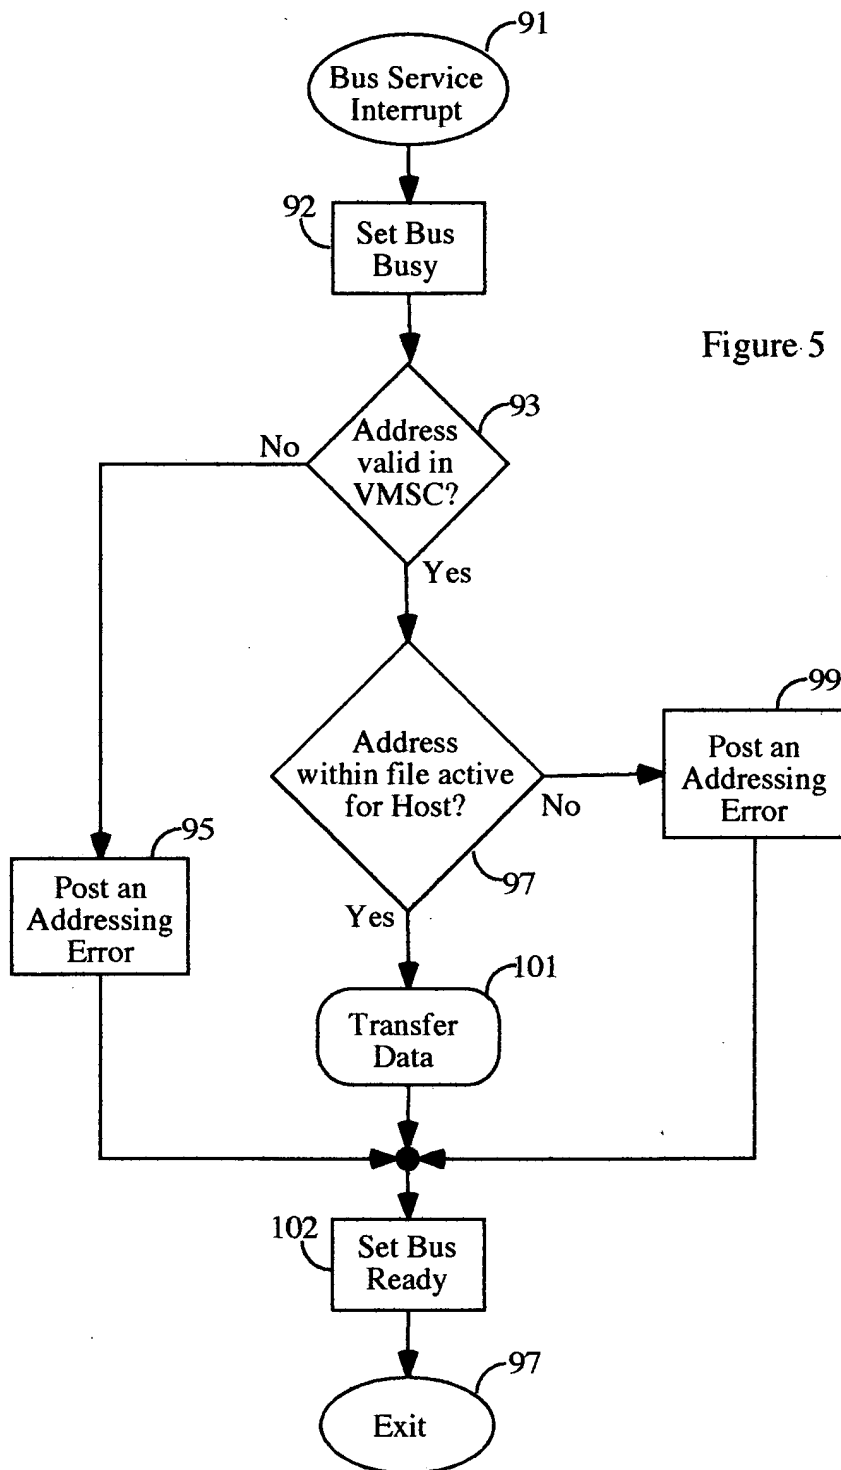 91
Bus Service
Interrupt
92
Set Bus
Busy
Figure 5
93
Address
valid in
VMSC?
No
Yes
99
Address
within file active
for Host?
Post an
Addressing
Error
No
95
97
Post an
Addressing
Error
Yes
101
Transfer
Data
102
Set Bus
Ready
97
Exit